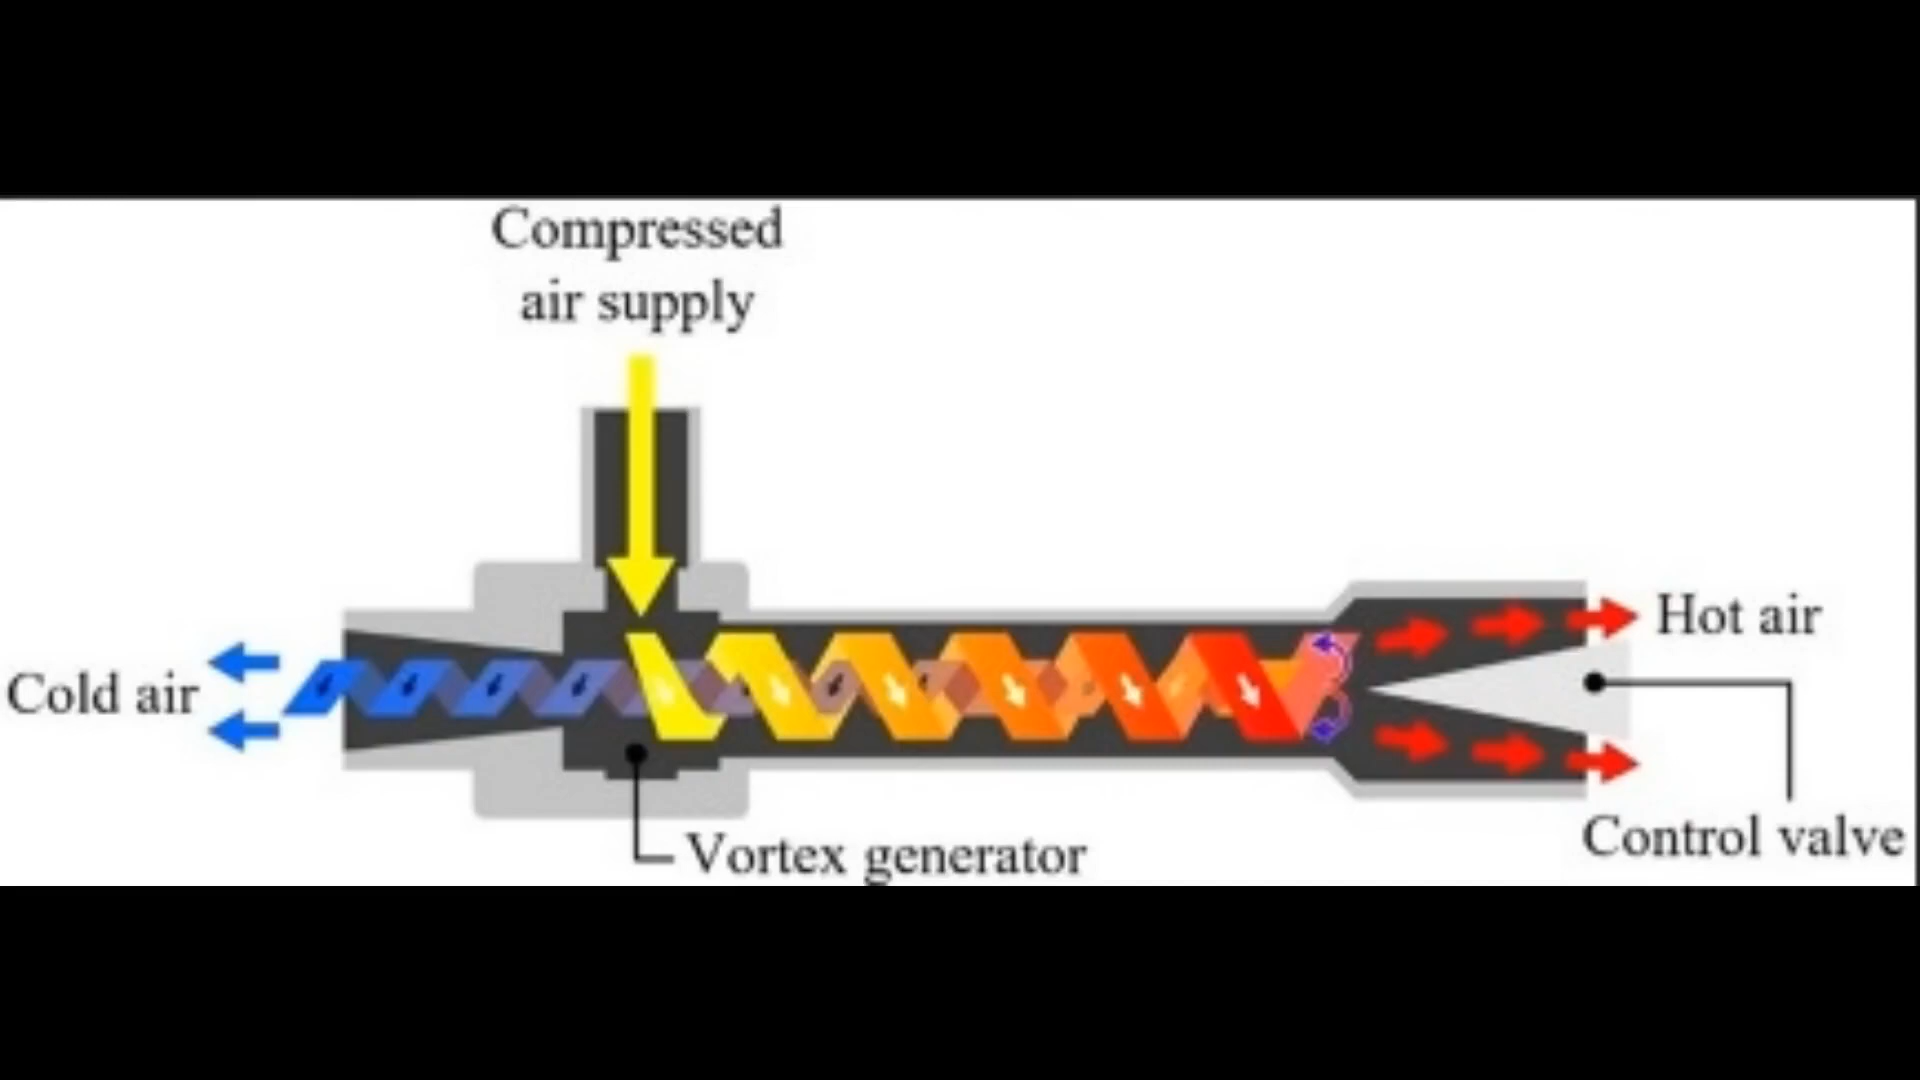 Compressed
air supply
Hot air
Cold air
Control valve
Vortex generator